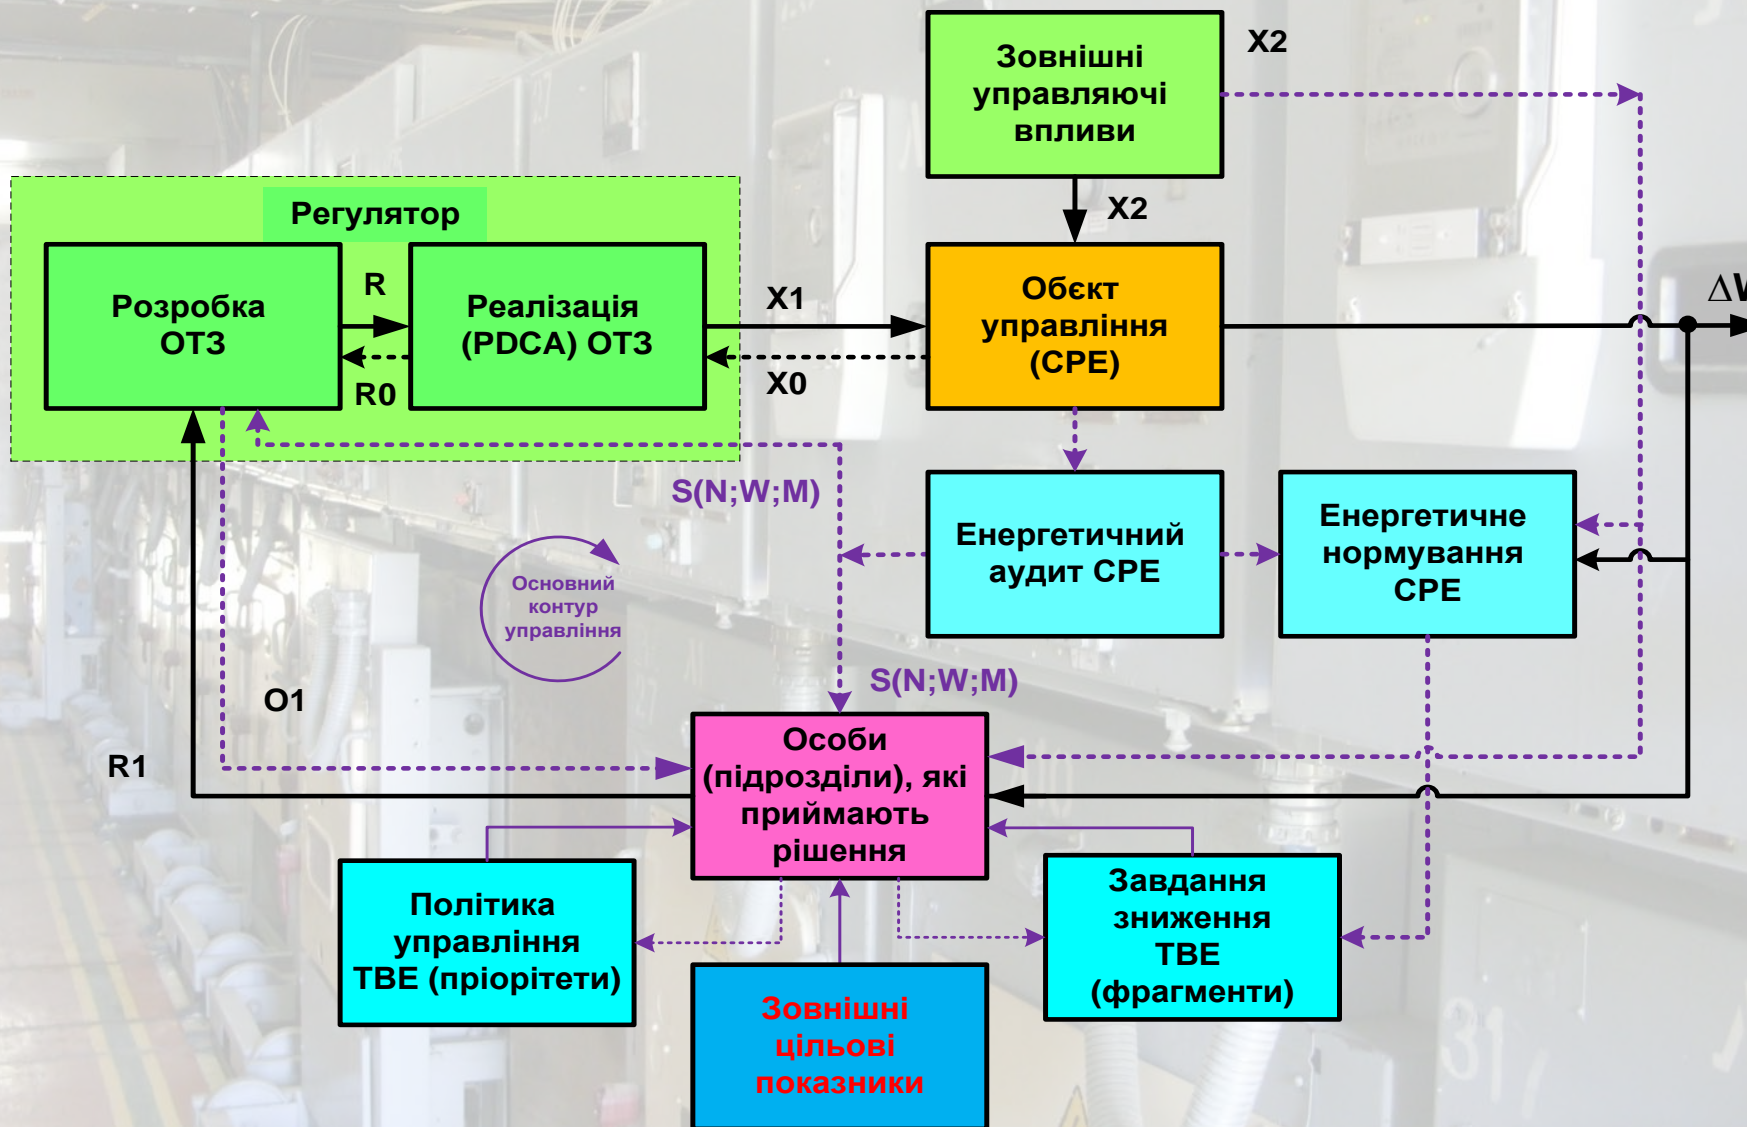 Зовнішні
управляючі
впливи
X2
X2
Регулятор
Розробка
ОТЗ
R
R0
Реалізація
(PDCA) ОТЗ
X1
X0
Обєкт
управління
(СРЕ)
ΔW
S(N;W;M)
Енергетичний
аудит СРЕ
Енергетичне
нормування
СРЕ
Основний
контур
управління
S(N;W;M)
O1
R1
Особи
(підрозділи), які
приймають
рішення
Політика
управління
ТВЕ (пріорітети)
Завдання
зниження
ТВЕ
(фрагменти)
Зовнішні
цільові
показники
317